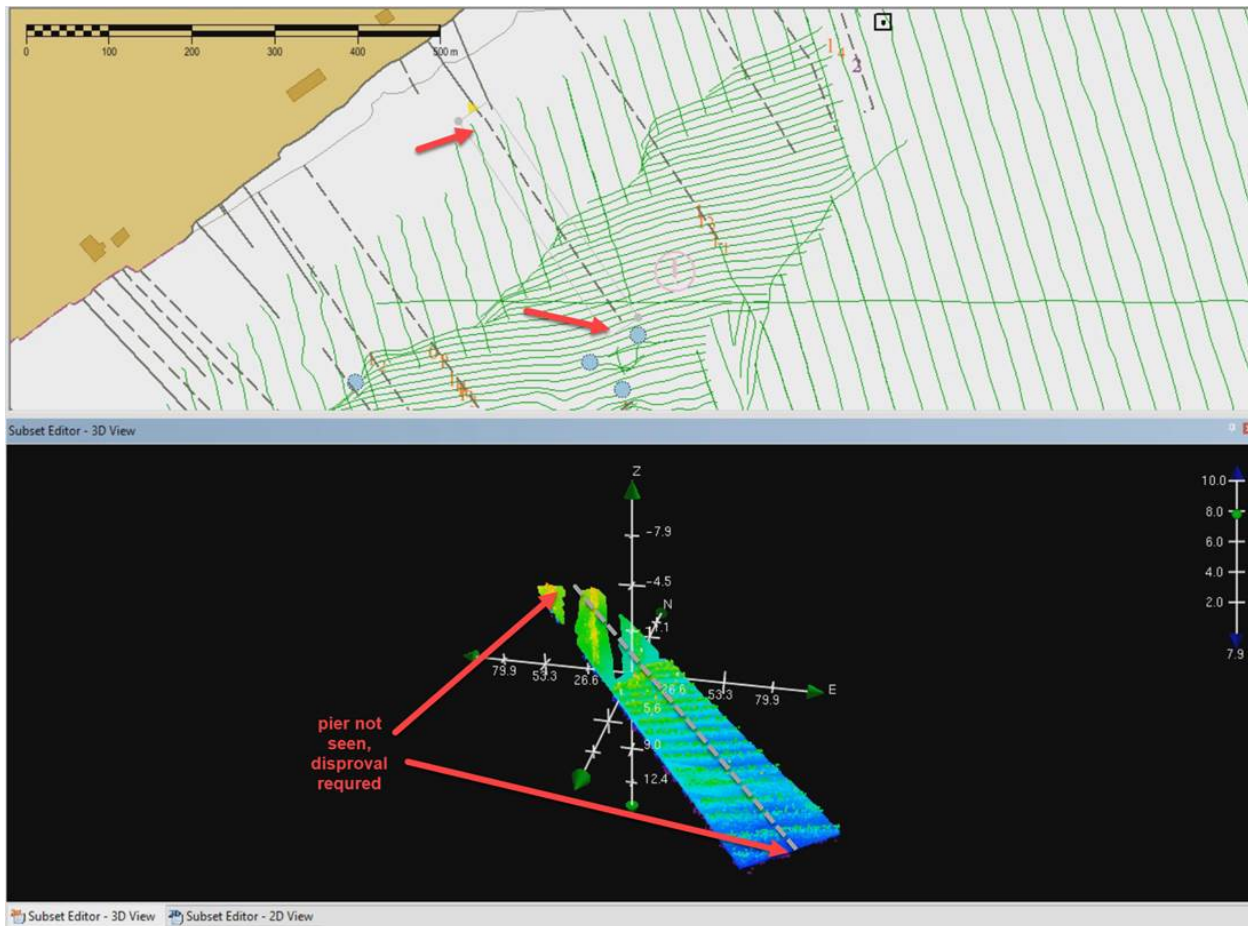 0 100 200 300 400 500 m
1 4
2
Subset Editor - 3D View
Z
-7.9
-4.5
N
79.9 53.3 26.6 26.6 53.3 79.9 E
5.6
9.0
12.4
10.0
8.0
6.0
4.0
2.0
7.9
pier not
seen,
disproval
requred
Subset Editor - 3D View Subset Editor - 2D View